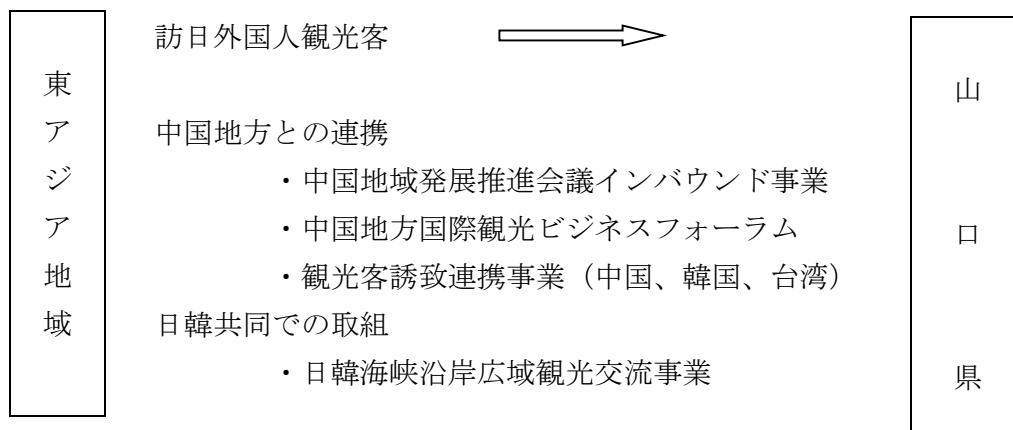 東アジア地域
訪日外国人観光客
中国地方との連携
・中国地域発展推進会議インバウンド事業
・中国地方国際観光ビジネスフォーラム
・観光客誘致連携事業（中国、韓国、台湾）
日韓共同での取組
・日韓海峡沿岸広域観光交流事業
山口県